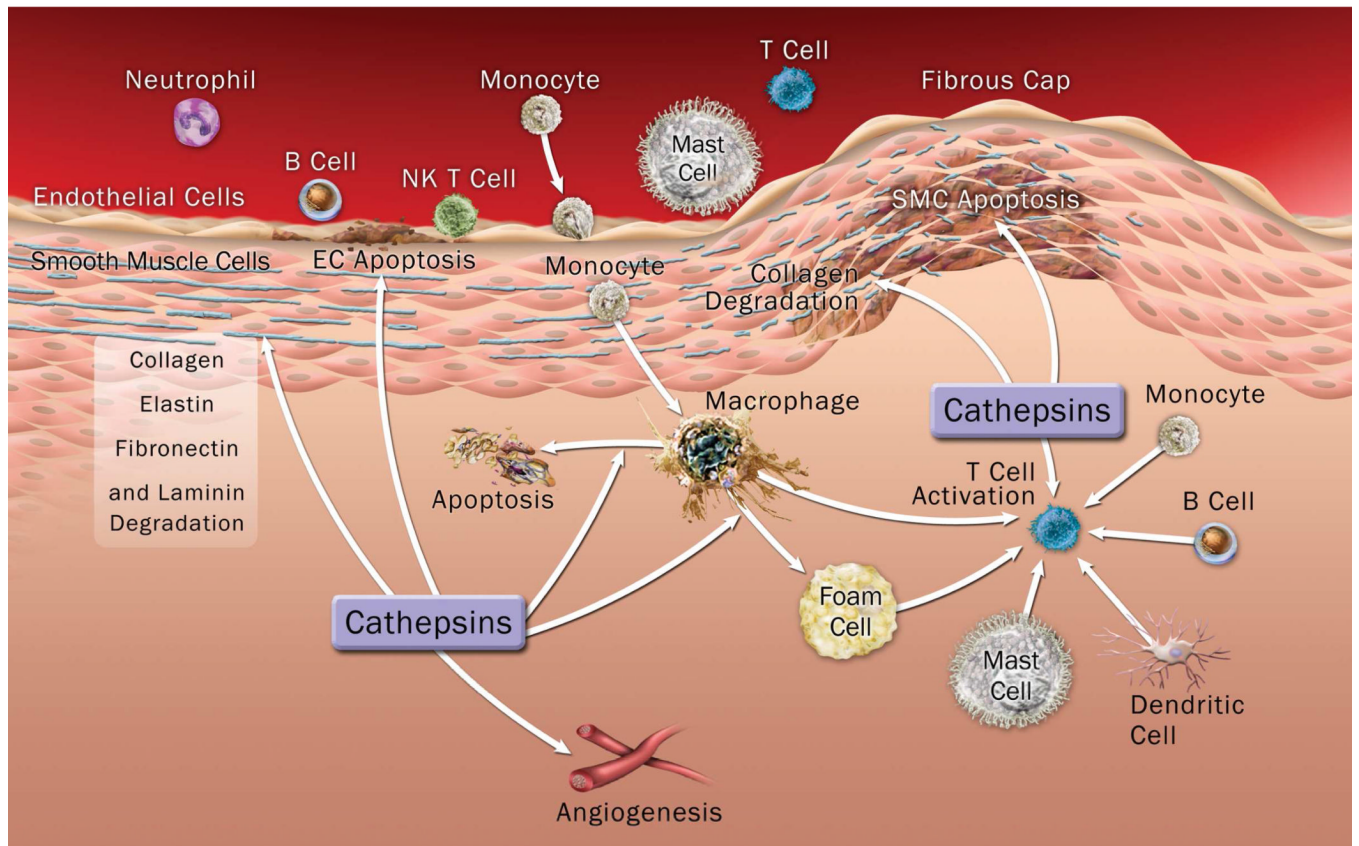 T Cell
Neutrophil
Monocyte
Fibrous Cap
Mast
Cell
B Cell
NK T Cell
Endothelial Cells
SMC Apoptosis
Smooth Muscle Cells
EC Apoptosis
Monocyte
Collagen
Degradation
Collagen
Elastin
Fibronectin
and Laminin
Degradation
Macrophage
Cathepsins
Monocyte
Apoptosis
T Cell
Activation
B Cell
Cathepsins
Foam
Cell
Mast
Cell
Dendritic
Cell
Angiogenesis